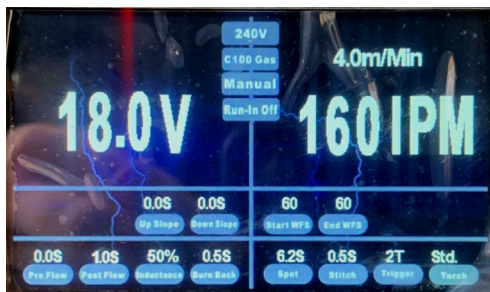 240V
C100 Gas
Manual
Run-In Off
18.0V
4.0m/Min
160IPM
0.0S 0.0S 60 60
Up Slope Down Slope Start WFS End WFS
0.0S 1.0S 50% 0.5S 6.2S 0.5S 2T Std.
Pre Flow Post Flow Inductance Burn Back Spot Stitch Trigger Torch